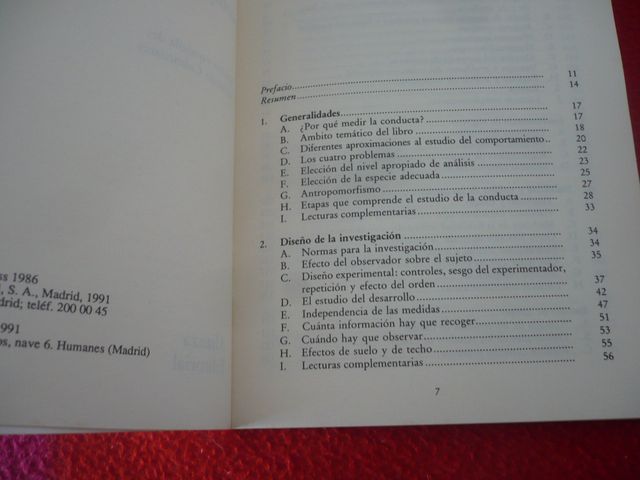 ss 1986
, S. A., Madrid, 1991
drid; teléf. 200 00 45
991
os, nave 6. Humanes (Madrid)
Prefacio 11
Resumen 14
1. Generalidades 17
A. ¿Por qué medir la conducta? 17
B. Ambito temático del libro 18
C. Diferentes aproximaciones al estudio del comportamiento 20
D. Los cuatro problemas 22
E. Elección del nivel apropiado de análisis 23
F. Elección de la especie adecuada 25
G. Antropomorfismo 27
H. Etapas que comprende el estudio de la conducta 28
I. Lecturas complementarias 33
2. Diseño de la investigación 34
A. Normas para la investigación 34
B. Efecto del observador sobre el sujeto 35
C. Diseño experimental: controles, sesgo del experimentador,
repetición y efecto del orden 37
D. El estudio del desarrollo 42
E. Independencia de las medidas 47
F. Cuánta información hay que recoger 51
G. Cuándo hay que observar 53
H. Efectos de suelo y de techo 55
I. Lecturas complementarias 56
7